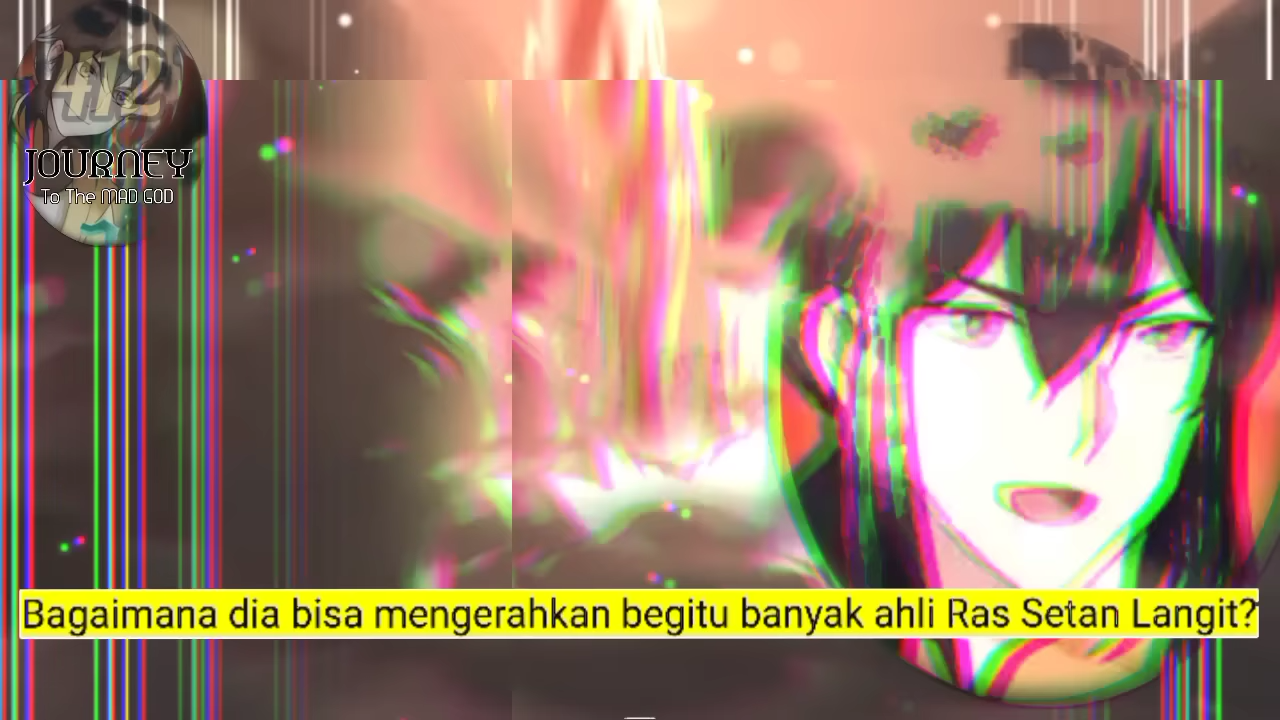 412
JOURNEY
To The MAD GOD
Bagaimana dia bisa mengerahkan begitu banyak ahli Ras Setan Langit?